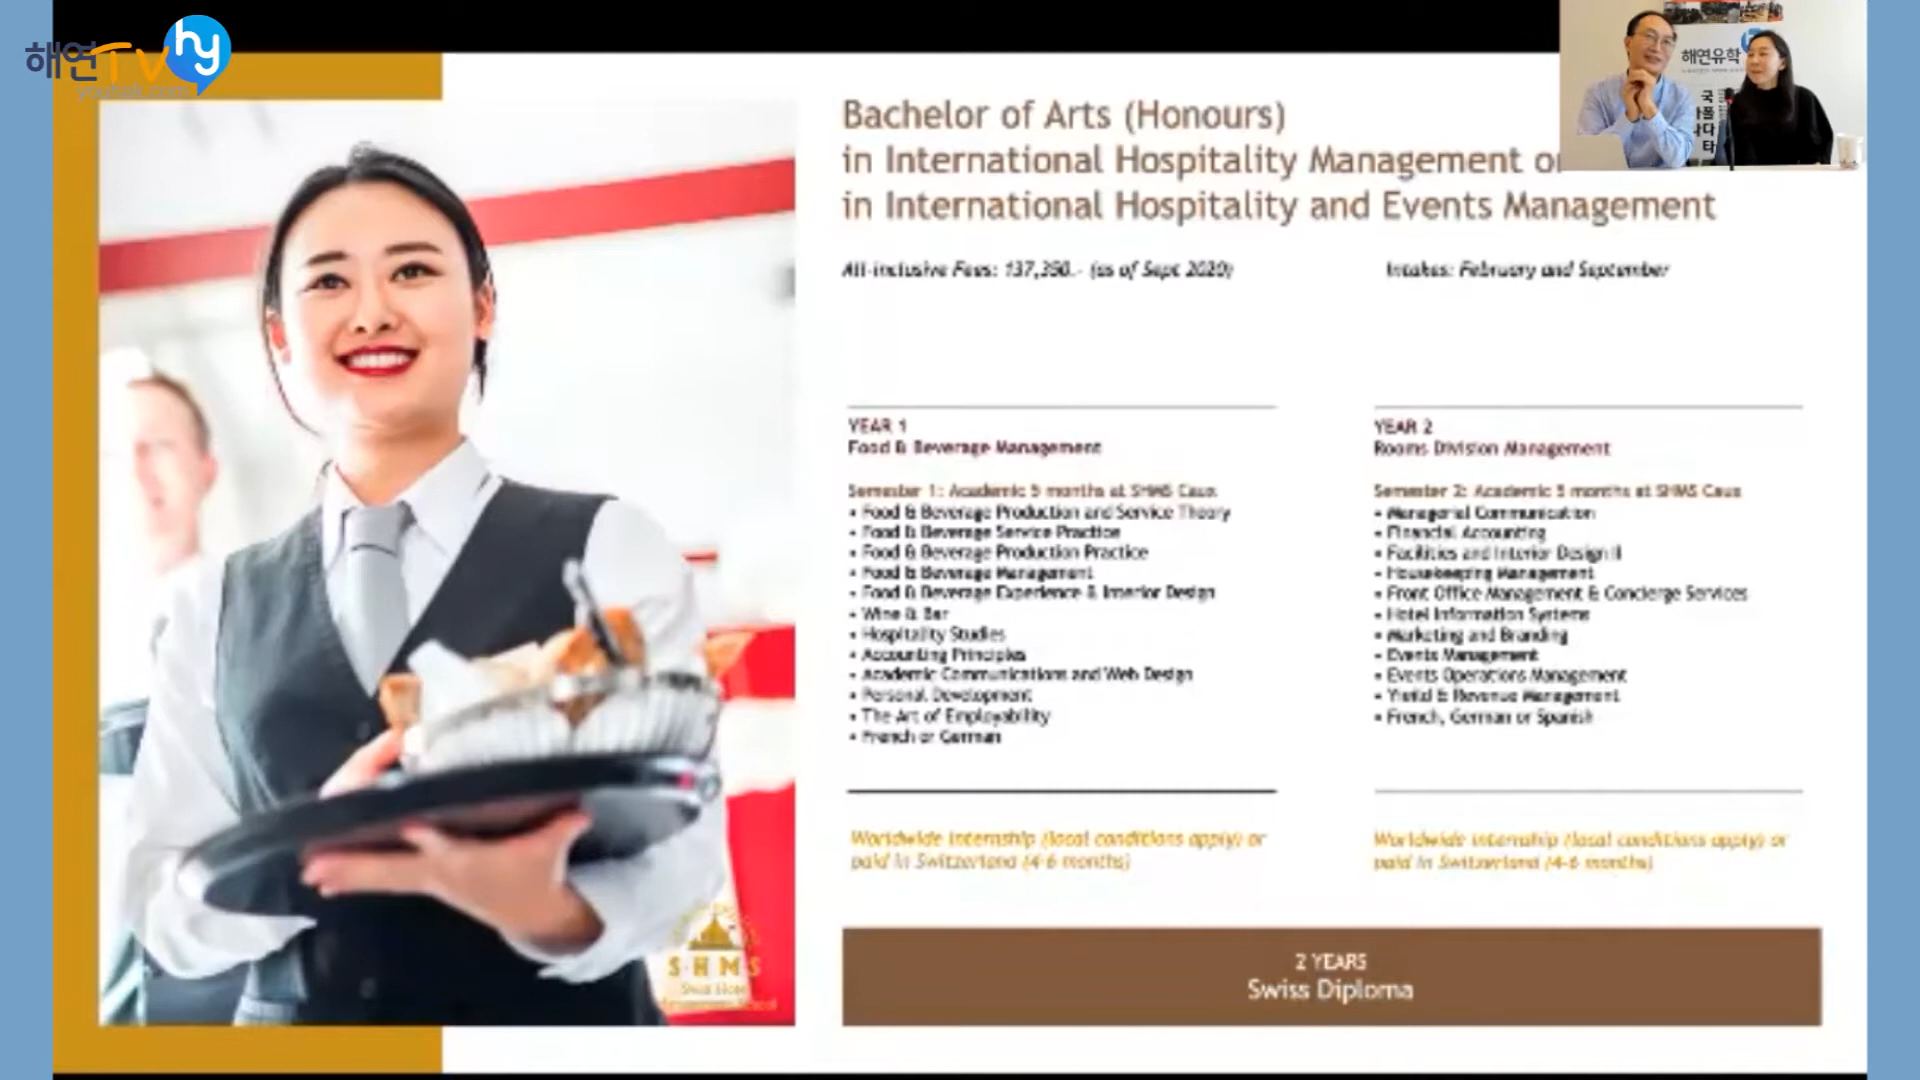 해연TV
hy
youhak.com
해연유학
Bachelor of Arts (Honours)
in International Hospitality Management or
in International Hospitality and Events Management
All-inclusive Fees: 137,350.- (as of Sept 2020)
Intakes: February and September
YEAR 1
Food & Beverage Management
Semester 1: Academic 5 months at SHMS Caux
• Food & Beverage Production and Service Theory
• Food & Beverage Service Practice
• Food & Beverage Production Practice
• Food & Beverage Management
• Food & Beverage Experience & Interior Design
• Wine & Bar
• Hospitality Studies
• Accounting Principles
• Academic Communications and Web Design
• Personal Development
• The Art of Employability
• French or German
Worldwide internship (local conditions apply) or
paid in Switzerland (4-6 months)
YEAR 2
Rooms Division Management
Semester 2: Academic 5 months at SHMS Caux
• Managerial Communication
• Financial Accounting
• Facilities and Interior Design II
• Housekeeping Management
• Front Office Management & Concierge Services
• Hotel Information Systems
• Marketing and Branding
• Events Management
• Events Operations Management
• Yield & Revenue Management
• French, German or Spanish
Worldwide internship (local conditions apply) or
paid in Switzerland (4-6 months)
2 YEARS
Swiss Diploma
S·H·M·S